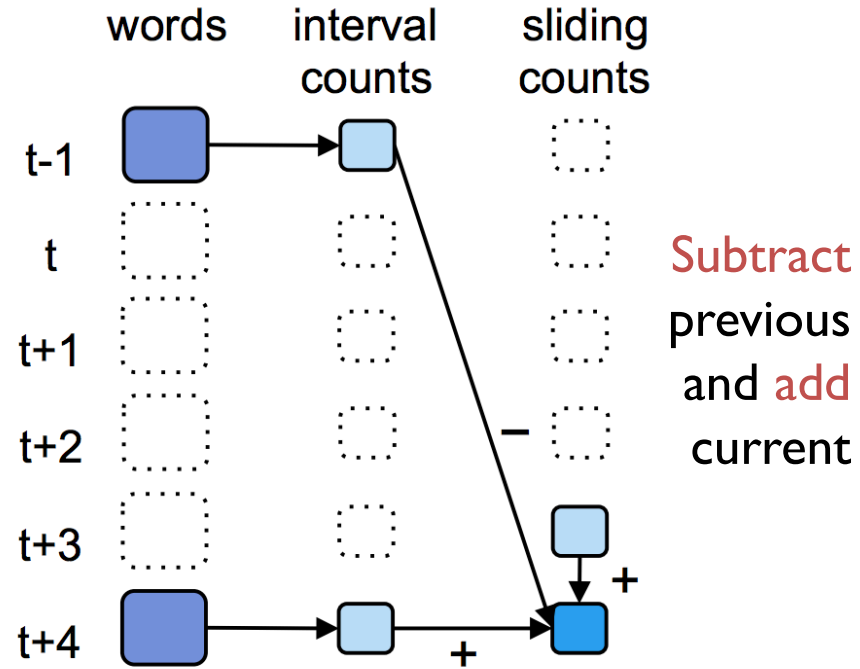 words interval counts sliding counts
t-1
t
t+1
t+2
t+3
t+4
−
+
+
Subtract
previous
and add
current